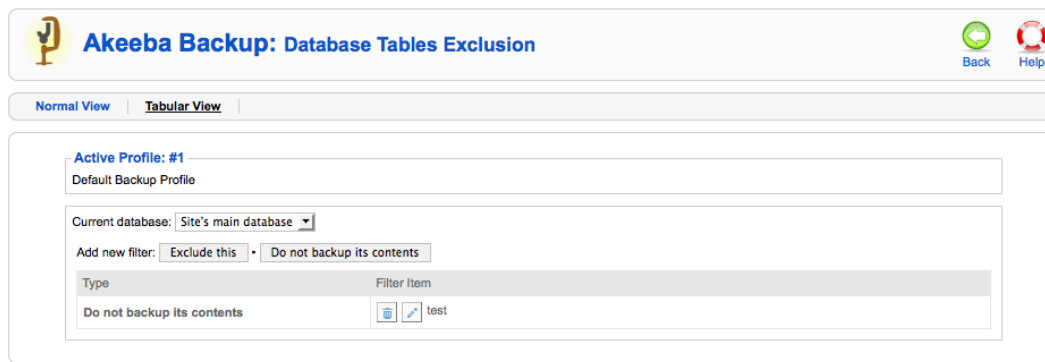 Akeeba Backup: Database Tables Exclusion
Back
Help
Normal View Tabular View
Active Profile: #1
Default Backup Profile
Current database: Site's main database
Add new filter: Exclude this • Do not backup its contents
Type Filter Item
Do not backup its contents test